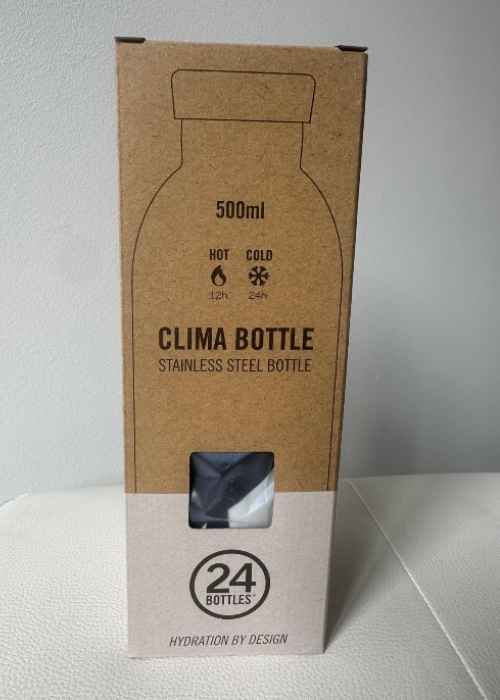 500ml
HOT COLD
12h 24h
CLIMA BOTTLE
STAINLESS STEEL BOTTLE
24
BOTTLES®
HYDRATION BY DESIGN